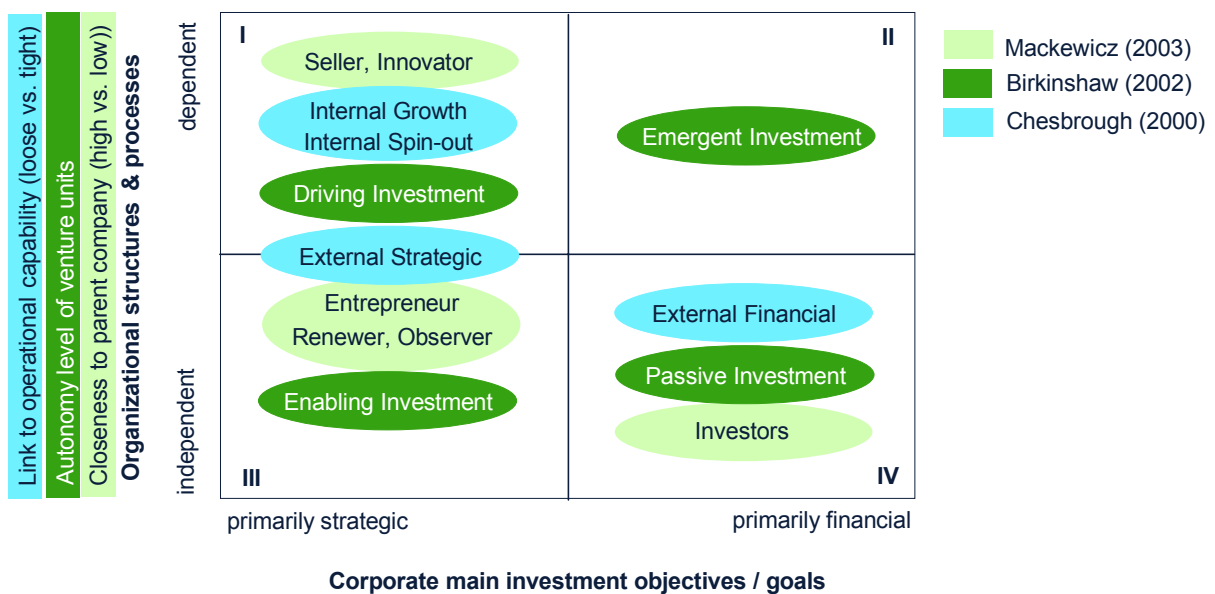 Link to operational capability (loose vs. tight)
Autonomy level of venture units
Closeness to parent company (high vs. low))
Organizational structures & processes
dependent
independent
I
Seller, Innovator
Internal Growth
Internal Spin-out
Driving Investment
External Strategic
II
Emergent Investment
Entrepreneur
Renewer, Observer
Enabling Investment
III
External Financial
Passive Investment
Investors
IV
primarily strategic
primarily financial
Corporate main investment objectives / goals
Mackewicz (2003)
Birkinshaw (2002)
Chesbrough (2000)